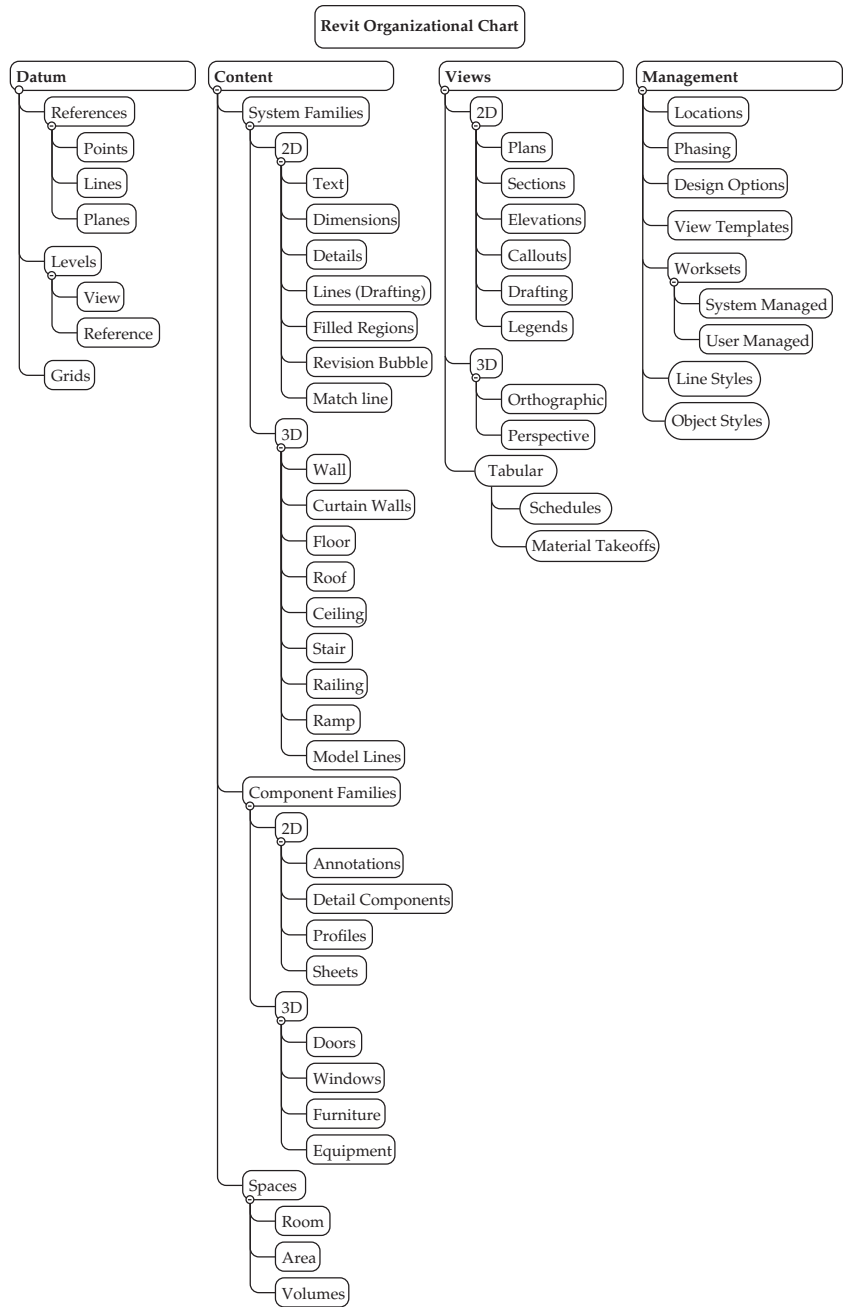 Revit Organizational Chart
Datum
References
Points
Lines
Planes
Levels
View
Reference
Grids
Content
System Families
2D
Text
Dimensions
Details
Lines (Drafting)
Filled Regions
Revision Bubble
Match line
3D
Wall
Curtain Walls
Floor
Roof
Ceiling
Stair
Railing
Ramp
Model Lines
Component Families
2D
Annotations
Detail Components
Profiles
Sheets
3D
Doors
Windows
Furniture
Equipment
Spaces
Room
Area
Volumes
Views
2D
Plans
Sections
Elevations
Callouts
Drafting
Legends
3D
Orthographic
Perspective
Tabular
Schedules
Material Takeoffs
Management
Locations
Phasing
Design Options
View Templates
Worksets
System Managed
User Managed
Line Styles
Object Styles